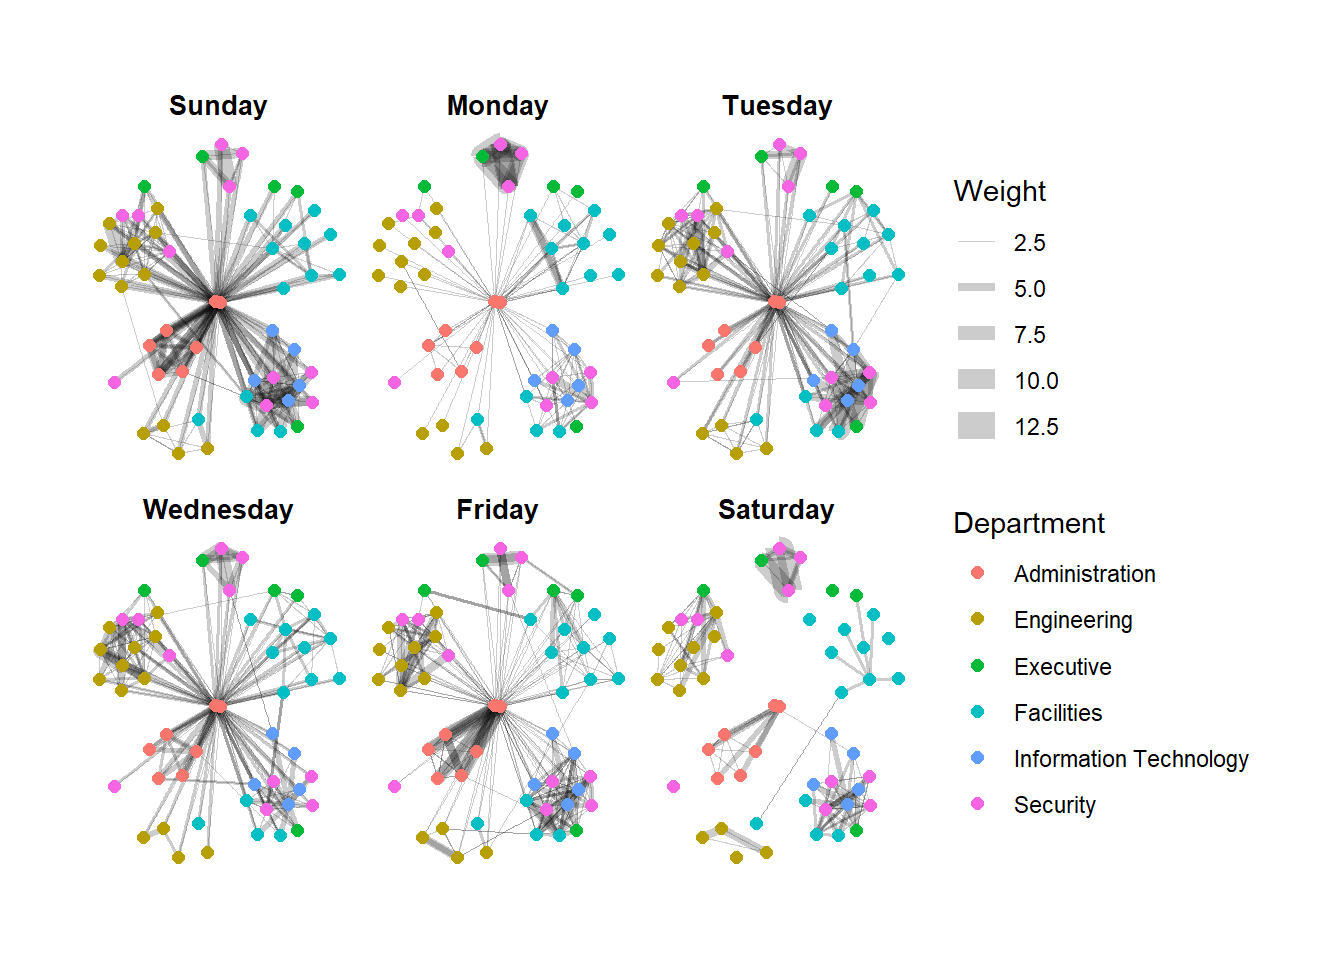 Sunday
Monday
Tuesday
Wednesday
Friday
Saturday
Weight
2.5
5.0
7.5
10.0
12.5
Department
Administration
Engineering
Executive
Facilities
Information Technology
Security